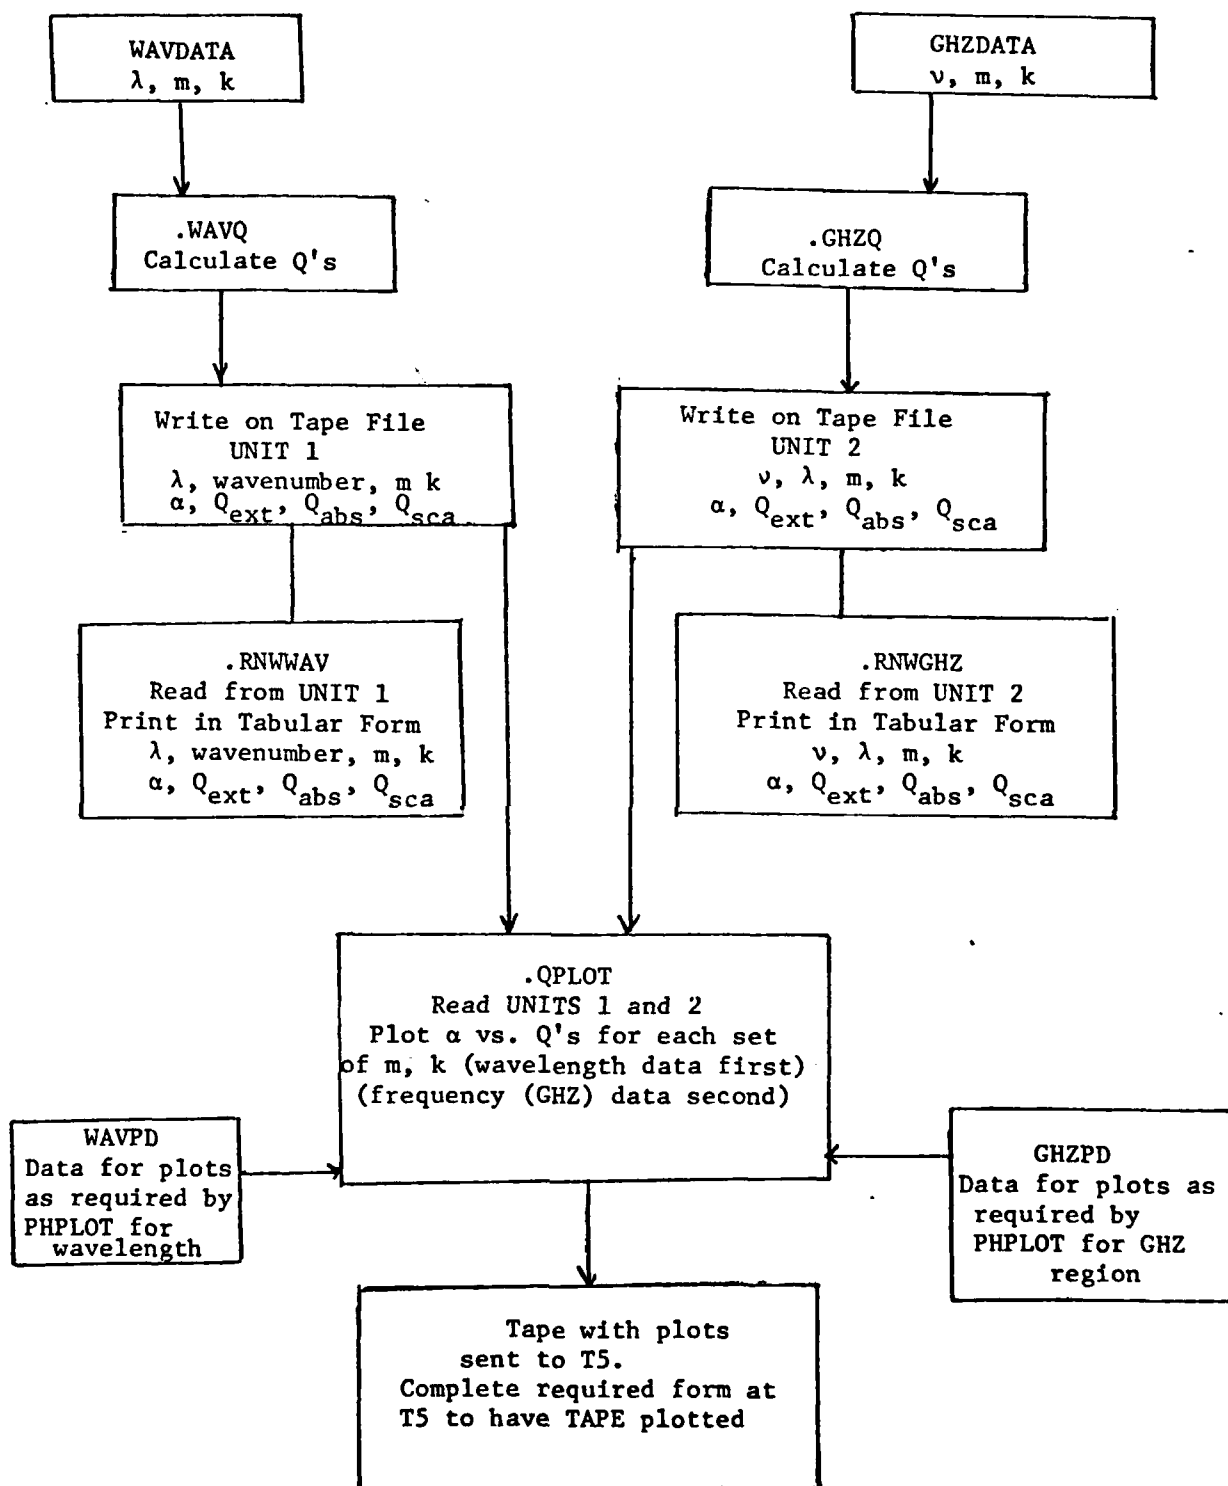 WAVDATA
λ, m, k
GHZDATA
ν, m, k
.WAVQ
Calculate Q's
.GHZQ
Calculate Q's
Write on Tape File
UNIT 1
λ, wavenumber, m k
α, Qext, Qabs, Qsca
Write on Tape File
UNIT 2
ν, λ, m, k
α, Qext, Qabs, Qsca
.RNWWAV
Read from UNIT 1
Print in Tabular Form
λ, wavenumber, m, k
α, Qext, Qabs, Qsca
.RNWGHZ
Read from UNIT 2
Print in Tabular Form
ν, λ, m, k
α, Qext, Qabs, Qsca
.QPLOT
Read UNITS 1 and 2
Plot α vs. Q's for each set
of m, k (wavelength data first)
(frequency (GHZ) data second)
WAVPD
Data for plots
as required by
PHPLOT for
wavelength
GHZPD
Data for plots as
required by
PHPLOT for GHZ
region
Tape with plots
sent to T5.
Complete required form at
T5 to have TAPE plotted